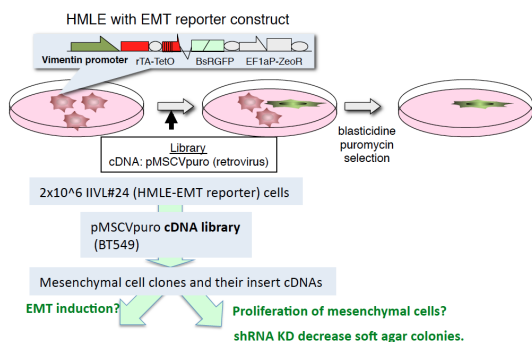 HMLE with EMT reporter construct
Vimentin promoter rTA-TetO BsRGFP EF1aP-ZeoR
Library
cDNA: pMSCVpuro (retrovirus)
blasticidine
puromycin
selection
2x10^6 IIVL#24 (HMLE-EMT reporter) cells
pMSCVpuro cDNA library
(BT549)
Mesenchymal cell clones and their insert cDNAs
EMT induction?
Proliferation of mesenchymal cells?
shRNA KD decrease soft agar colonies.